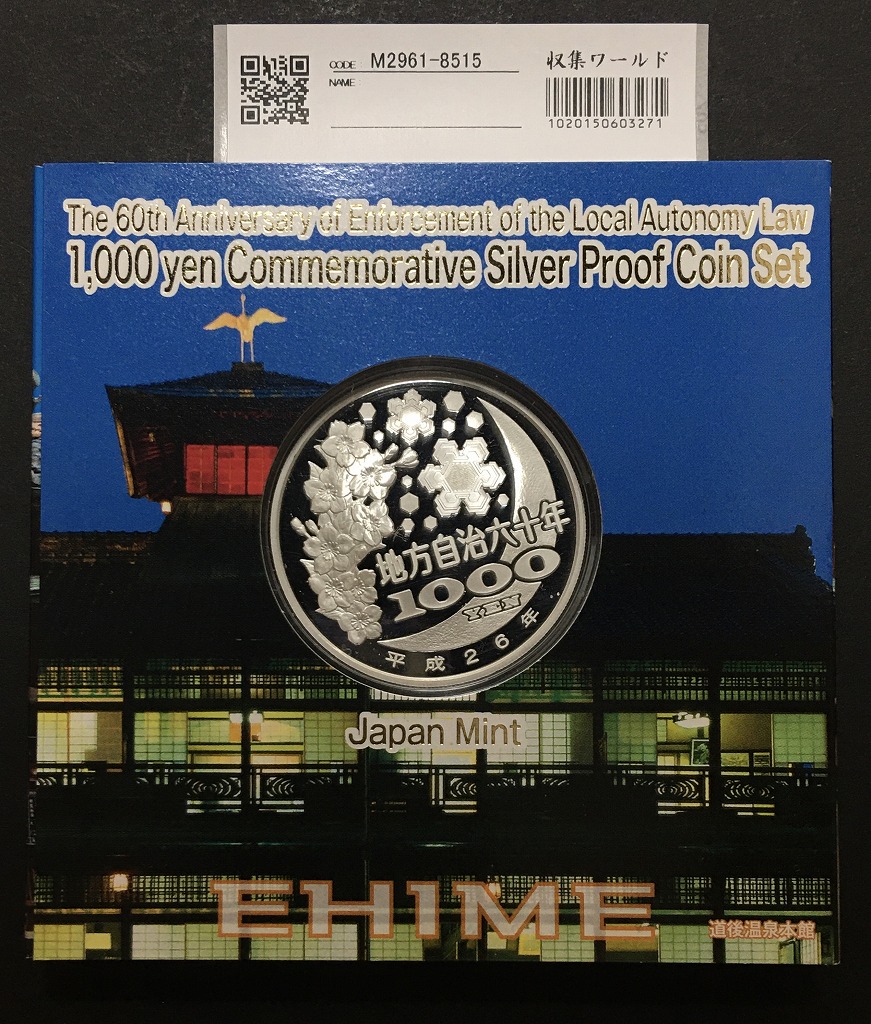 CODE M2961-8515
NAME
収集ワールド
1020150603271
The 60th Anniversary of Enforcement of the Local Autonomy Law
1,000 yen Commemorative Silver Proof Coin Set
地方自治六十年
1000
YEN
平成26年
Japan Mint
EHIME
道後温泉本館